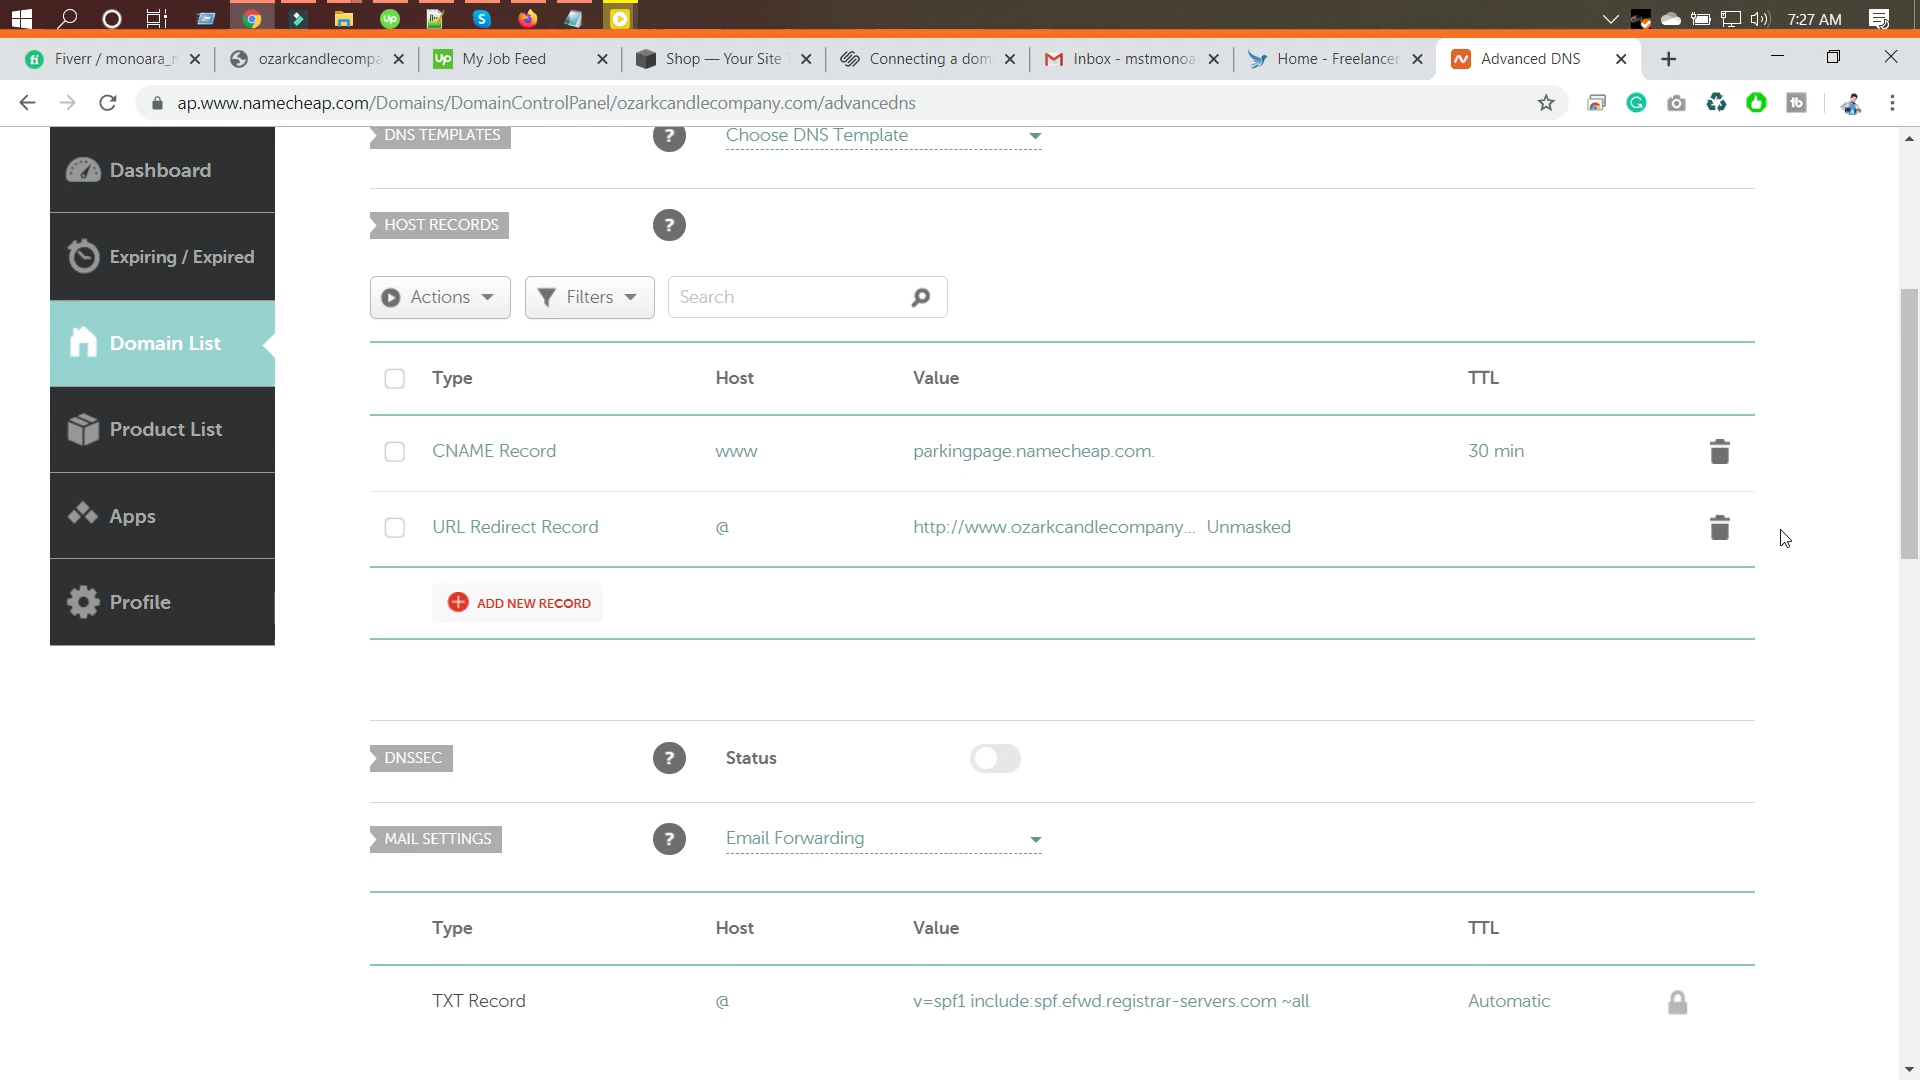 7:27 AM
Fiverr / monoara_
ozarkcandlecompa
My Job Feed
Shop — Your Site
Connecting a dom
Inbox - mstmonoa
Home - Freelancer
Advanced DNS
ap.www.namecheap.com/Domains/DomainControlPanel/ozarkcandlecompany.com/advancedns
Dashboard
Expiring / Expired
Domain List
Product List
Apps
Profile
DNS TEMPLATES
?
Choose DNS Template
HOST RECORDS
?
Actions
Filters
Search
Type Host Value TTL
CNAME Record www parkingpage.namecheap.com. 30 min
URL Redirect Record @ http://www.ozarkcandlecompany... Unmasked
ADD NEW RECORD
DNSSEC
?
Status
MAIL SETTINGS
?
Email Forwarding
Type Host Value TTL
TXT Record @ v=spf1 include:spf.efwd.registrar-servers.com ~all Automatic